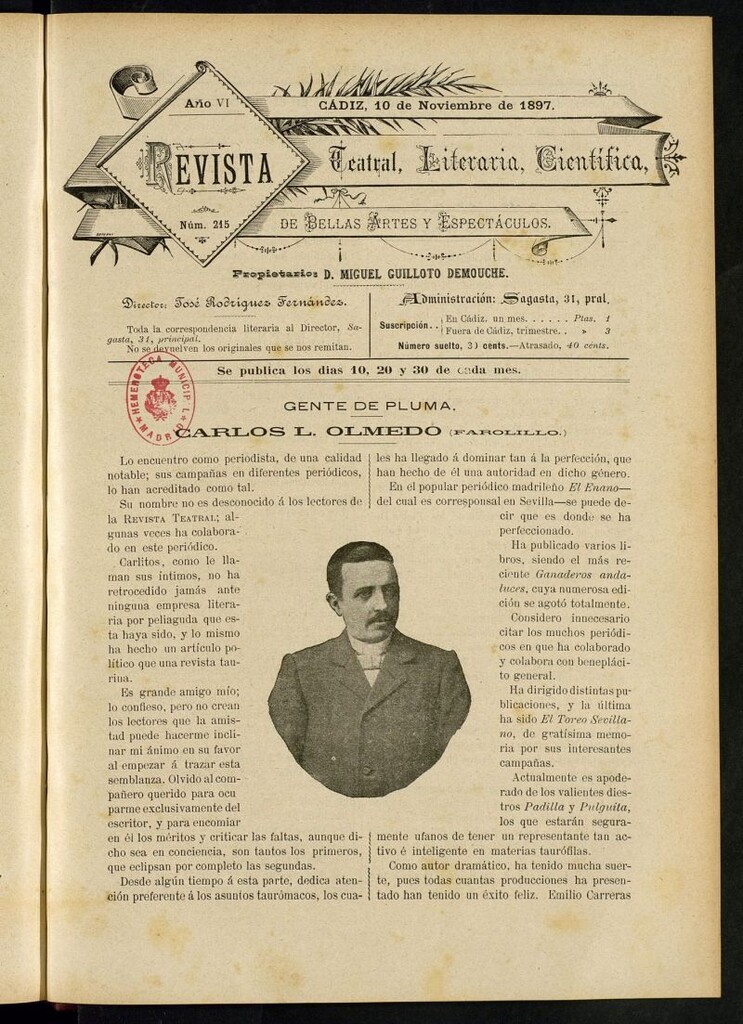 Año VI
CÁDIZ, 10 de Noviembre de 1897.
REVISTA
Teatral, Literaria, Científica,
Núm. 215
DE BELLAS ARTES Y ESPECTÁCULOS.
Propietario: D. MIGUEL GUILLOTO DEMOUCHE.
Director: José Rodríguez Fernández.
Toda la correspondencia literaria al Director, Sa-
gasta, 31, principal.
No se devuelven los originales que se nos remitan.
Administración: Sagasta, 31, pral.
Suscripción. . { En Cádiz. un mes. . . . . . Ptas. 1
Fuera de Cádiz, trimestre. . » 3
Número suelto, 30 cents.—Atrasado, 40 cents.
Se publica los dias 10, 20 y 30 de cada mes.
HEMEROTECA MUNICIPAL
MADRID
GENTE DE PLUMA.
CARLOS L. OLMEDO (FAROLILLO.)
Lo encuentro como periodista, de una calidad
notable; sus campañas en diferentes periódicos,
lo han acreditado como tal.
Su nombre no es desconocido á los lectores de
la REVISTA TEATRAL; al-
gunas veces ha colabora-
do en este periódico.
Carlitos, como le lla-
man sus íntimos, no ha
retrocedido jamás ante
ninguna empresa litera-
ria por peliaguda que es-
ta haya sido, y lo mismo
ha hecho un artículo po-
lítico que una revista tau-
rina.
Es grande amigo mío;
lo confieso, pero no crean
los lectores que la amis-
tad puede hacerme incli-
nar mi ánimo en su favor
al empezar á trazar esta
semblanza. Olvido al com-
pañero querido para ocu
parme exclusivamente del
escritor, y para encomiar
en él los méritos y criticar las faltas, aunque di-
cho sea en conciencia, son tantos los primeros,
que eclipsan por completo las segundas.
Desde algún tiempo á esta parte, dedica aten-
ción preferente á los asuntos taurómacos, los cua-
les ha llegado á dominar tan á la perfección, que
han hecho de él una autoridad en dicho género.
En el popular periódico madrileño El Enano—
del cual es corresponsal en Sevilla—se puede de-
cir que es donde se ha
perfeccionado.
Ha publicado varios li-
bros, siendo el más re-
ciente Ganaderos anda-
luces, cuya numerosa edi-
ción se agotó totalmente.
Considero innecesario
citar los muchos periódi-
cos en que ha colaborado
y colabora con benepláci-
to general.
Ha dirigido distintas pu-
blicaciones, y la última
ha sido El Toreo Sevilla-
no, de gratísima memo-
ria por sus interesantes
campañas.
Actualmente es apode-
rado de los valientes dies-
tros Padilla y Pulguita,
los que estarán segura-
mente ufanos de tener un representante tan ac-
tivo é inteligente en materias taurófilas.
Como autor dramático, ha tenido mucha suer-
te, pues todas cuantas producciones ha presen-
tado han tenido un éxito feliz. Emilio Carreras